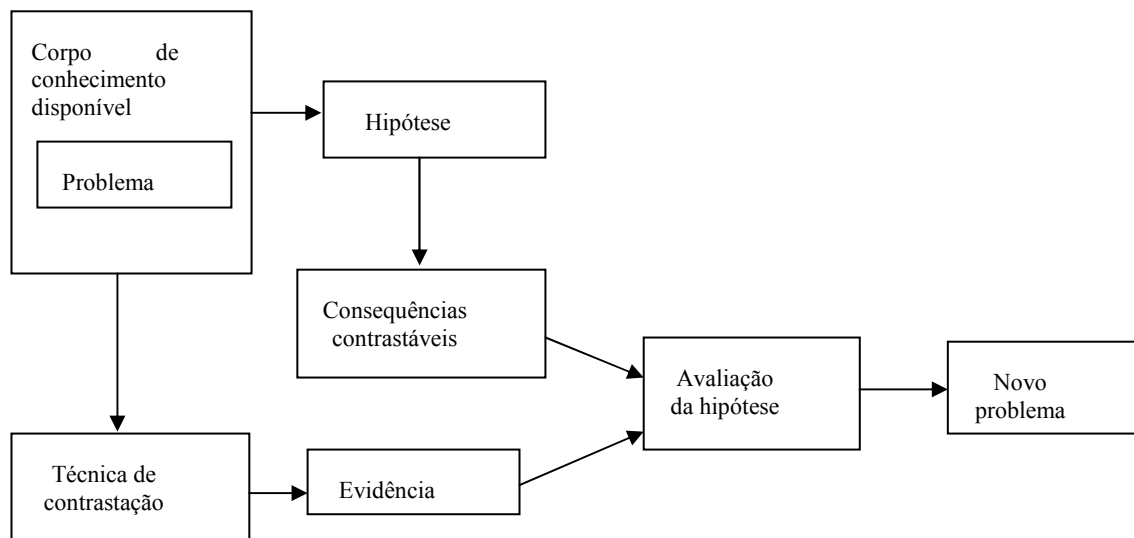 Corpo de
conhecimento
disponível
Problema
Hipótese
Consequências
contrastáveis
Avaliação
da hipótese
Novo
problema
Técnica de
contrastação
Evidência